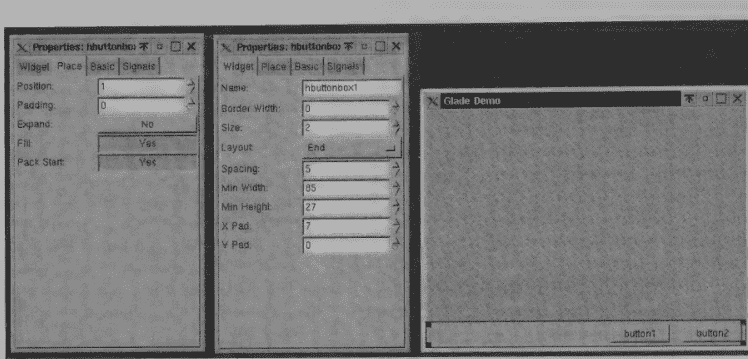 Properties: hbuttonbox
Widget Place Basic Signals
Position: 1
Padding: 0
Expand: No
Fill: Yes
Pack Start: Yes
Properties: hbuttonbox
Widget Place Basic Signals
Name: hbuttonbox1
Border Width: 0
Size: 2
Layout: End
Spacing: 5
Min Width: 85
Min Height: 27
X Pad: 7
Y Pad: 0
Glade Demo
button1 button2